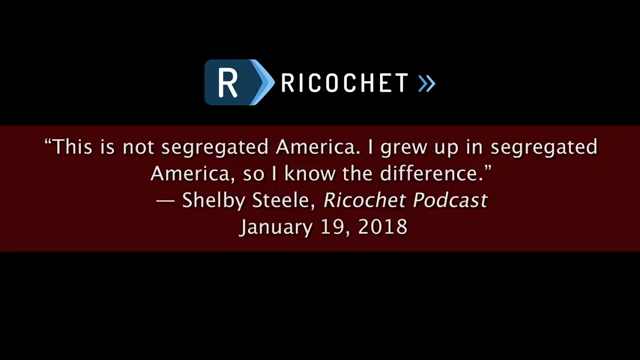 R RICOCHET »
“This is not segregated America. I grew up in segregated
America, so I know the difference.”
— Shelby Steele, Ricochet Podcast
January 19, 2018